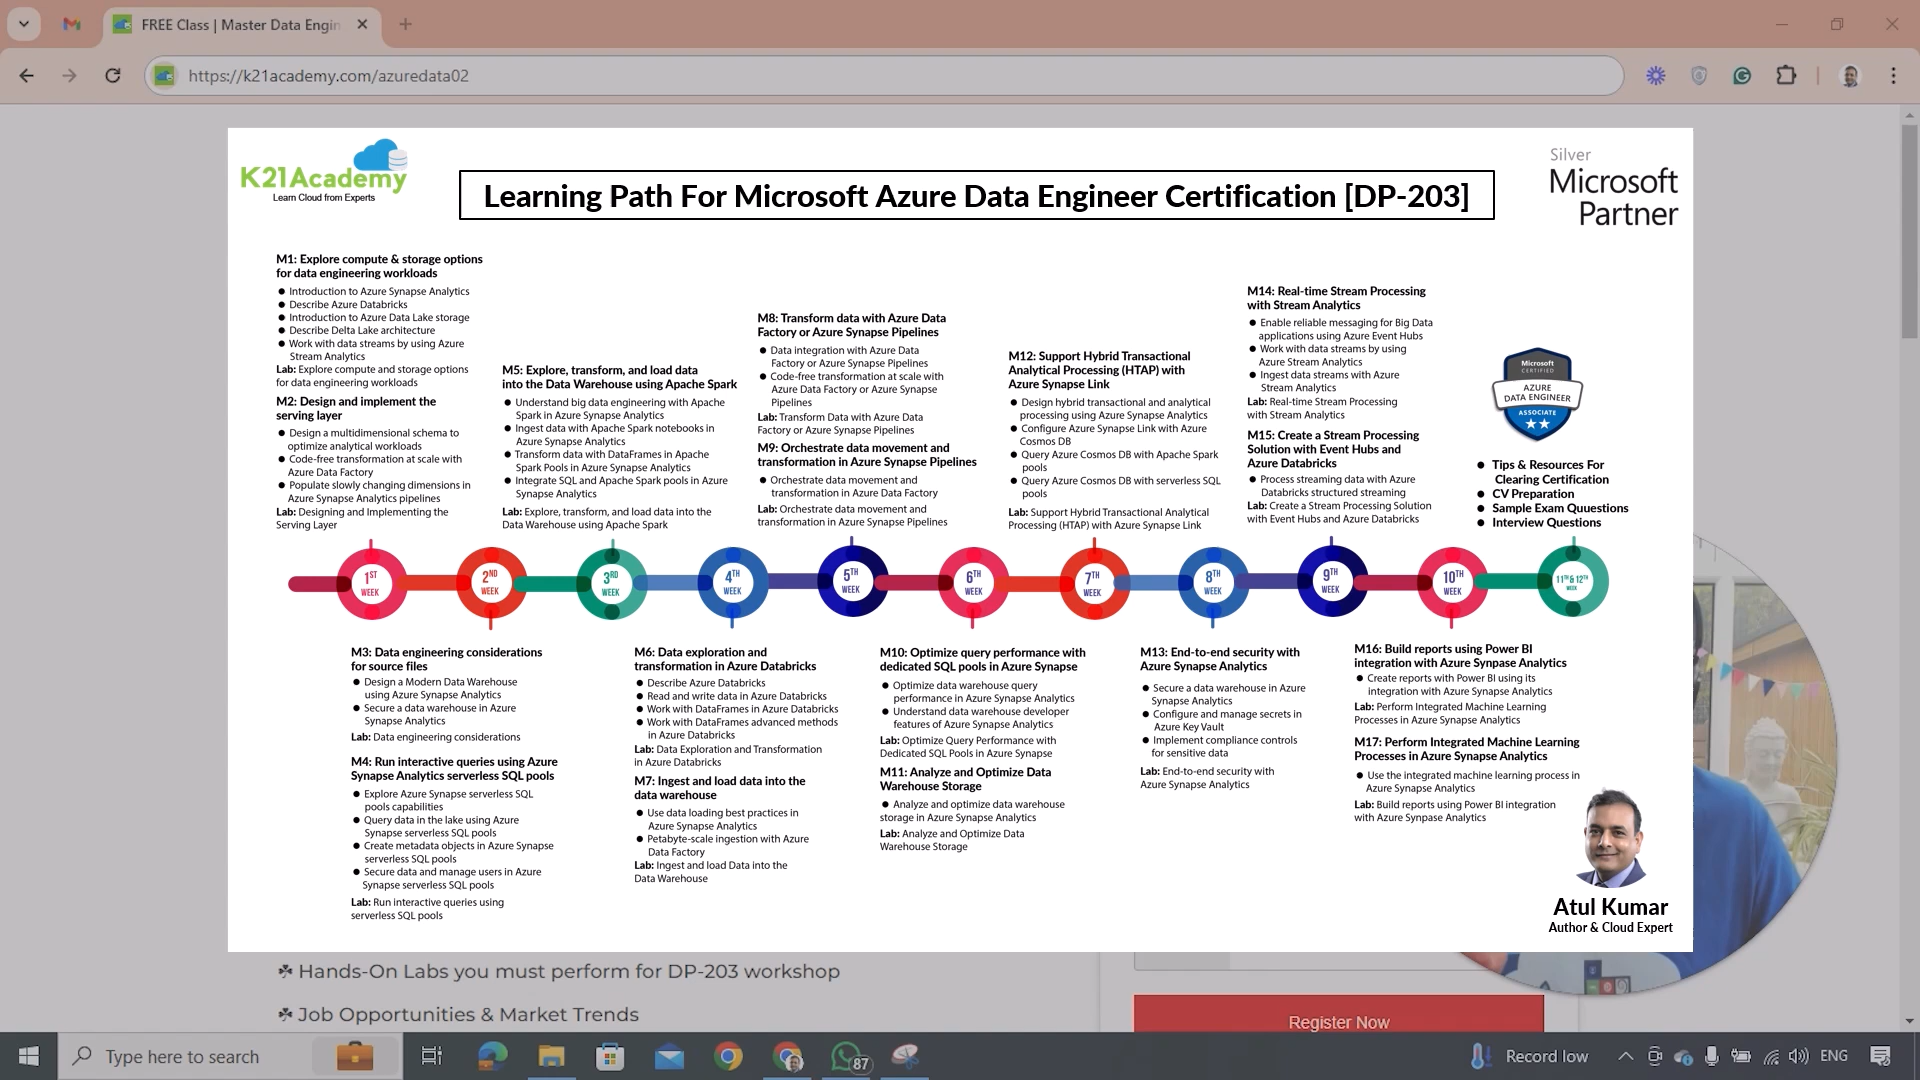 FREE Class | Master Data Engin
https://k21academy.com/azuredata02
K21Academy
Learn Cloud from Experts
Learning Path For Microsoft Azure Data Engineer Certification [DP-203]
Silver
Microsoft
Partner
M1: Explore compute & storage options
for data engineering workloads
● Introduction to Azure Synapse Analytics
● Describe Azure Databricks
● Introduction to Azure Data Lake storage
● Describe Delta Lake architecture
● Work with data streams by using Azure
Stream Analytics
Lab: Explore compute and storage options
for data engineering workloads
M2: Design and implement the
serving layer
● Design a multidimensional schema to
optimize analytical workloads
● Code-free transformation at scale with
Azure Data Factory
● Populate slowly changing dimensions in
Azure Synapse Analytics pipelines
Lab: Designing and Implementing the
Serving Layer
M5: Explore, transform, and load data
into the Data Warehouse using Apache Spark
● Understand big data engineering with Apache
Spark in Azure Synapse Analytics
● Ingest data with Apache Spark notebooks in
Azure Synapse Analytics
● Transform data with DataFrames in Apache
Spark Pools in Azure Synapse Analytics
● Integrate SQL and Apache Spark pools in Azure
Synapse Analytics
Lab: Explore, transform, and load data into the
Data Warehouse using Apache Spark
M8: Transform data with Azure Data
Factory or Azure Synapse Pipelines
● Data integration with Azure Data
Factory or Azure Synapse Pipelines
● Code-free transformation at scale with
Azure Data Factory or Azure Synapse
Pipelines
Lab: Transform Data with Azure Data
Factory or Azure Synapse Pipelines
M9: Orchestrate data movement and
transformation in Azure Synapse Pipelines
● Orchestrate data movement and
transformation in Azure Data Factory
Lab: Orchestrate data movement and
transformation in Azure Synapse Pipelines
M12: Support Hybrid Transactional
Analytical Processing (HTAP) with
Azure Synapse Link
● Design hybrid transactional and analytical
processing using Azure Synapse Analytics
● Configure Azure Synapse Link with Azure
Cosmos DB
● Query Azure Cosmos DB with Apache Spark
pools
● Query Azure Cosmos DB with serverless SQL
pools
Lab: Support Hybrid Transactional Analytical
Processing (HTAP) with Azure Synapse Link
M14: Real-time Stream Processing
with Stream Analytics
● Enable reliable messaging for Big Data
applications using Azure Event Hubs
● Work with data streams by using
Azure Stream Analytics
● Ingest data streams with Azure
Stream Analytics
Lab: Real-time Stream Processing
with Stream Analytics
M15: Create a Stream Processing
Solution with Event Hubs and
Azure Databricks
● Process streaming data with Azure
Databricks structured streaming
Lab: Create a Stream Processing Solution
with Event Hubs and Azure Databricks
Microsoft
CERTIFIED
AZURE
DATA ENGINEER
ASSOCIATE
● Tips & Resources For
Clearing Certification
● CV Preparation
● Sample Exam Quuestions
● Interview Questions
1ST WEEK
2ND WEEK
3RD WEEK
4TH WEEK
5TH WEEK
6TH WEEK
7TH WEEK
8TH WEEK
9TH WEEK
10TH WEEK
11TH & 12TH WEEK
M3: Data engineering considerations
for source files
● Design a Modern Data Warehouse
using Azure Synapse Analytics
● Secure a data warehouse in Azure
Synapse Analytics
Lab: Data engineering considerations
M4: Run interactive queries using Azure
Synapse Analytics serverless SQL pools
● Explore Azure Synapse serverless SQL
pools capabilities
● Query data in the lake using Azure
Synapse serverless SQL pools
● Create metadata objects in Azure Synapse
serverless SQL pools
● Secure data and manage users in Azure
Synapse serverless SQL pools
Lab: Run interactive queries using
serverless SQL pools
M6: Data exploration and
transformation in Azure Databricks
● Describe Azure Databricks
● Read and write data in Azure Databricks
● Work with DataFrames in Azure Databricks
● Work with DataFrames advanced methods
in Azure Databricks
Lab: Data Exploration and Transformation
in Azure Databricks
M7: Ingest and load data into the
data warehouse
● Use data loading best practices in
Azure Synapse Analytics
● Petabyte-scale ingestion with Azure
Data Factory
Lab: Ingest and load Data into the
Data Warehouse
M10: Optimize query performance with
dedicated SQL pools in Azure Synapse
● Optimize data warehouse query
performance in Azure Synapse Analytics
● Understand data warehouse developer
features of Azure Synapse Analytics
Lab: Optimize Query Performance with
Dedicated SQL Pools in Azure Synapse
M11: Analyze and Optimize Data
Warehouse Storage
● Analyze and optimize data warehouse
storage in Azure Synapse Analytics
Lab: Analyze and Optimize Data
Warehouse Storage
M13: End-to-end security with
Azure Synapse Analytics
● Secure a data warehouse in Azure
Synapse Analytics
● Configure and manage secrets in
Azure Key Vault
● Implement compliance controls
for sensitive data
Lab: End-to-end security with
Azure Synapse Analytics
M16: Build reports using Power BI
integration with Azure Synpase Analytics
● Create reports with Power BI using its
integration with Azure Synapse Analytics
Lab: Perform Integrated Machine Learning
Processes in Azure Synapse Analytics
M17: Perform Integrated Machine Learning
Processes in Azure Synapse Analytics
● Use the integrated machine learning process in
Azure Synapse Analytics
Lab: Build reports using Power BI integration
with Azure Synpase Analytics
Atul Kumar
Author & Cloud Expert
☘ Hands-On Labs you must perform for DP-203 workshop
☘ Job Opportunities & Market Trends
Register Now
Type here to search
87
Record low
ENG